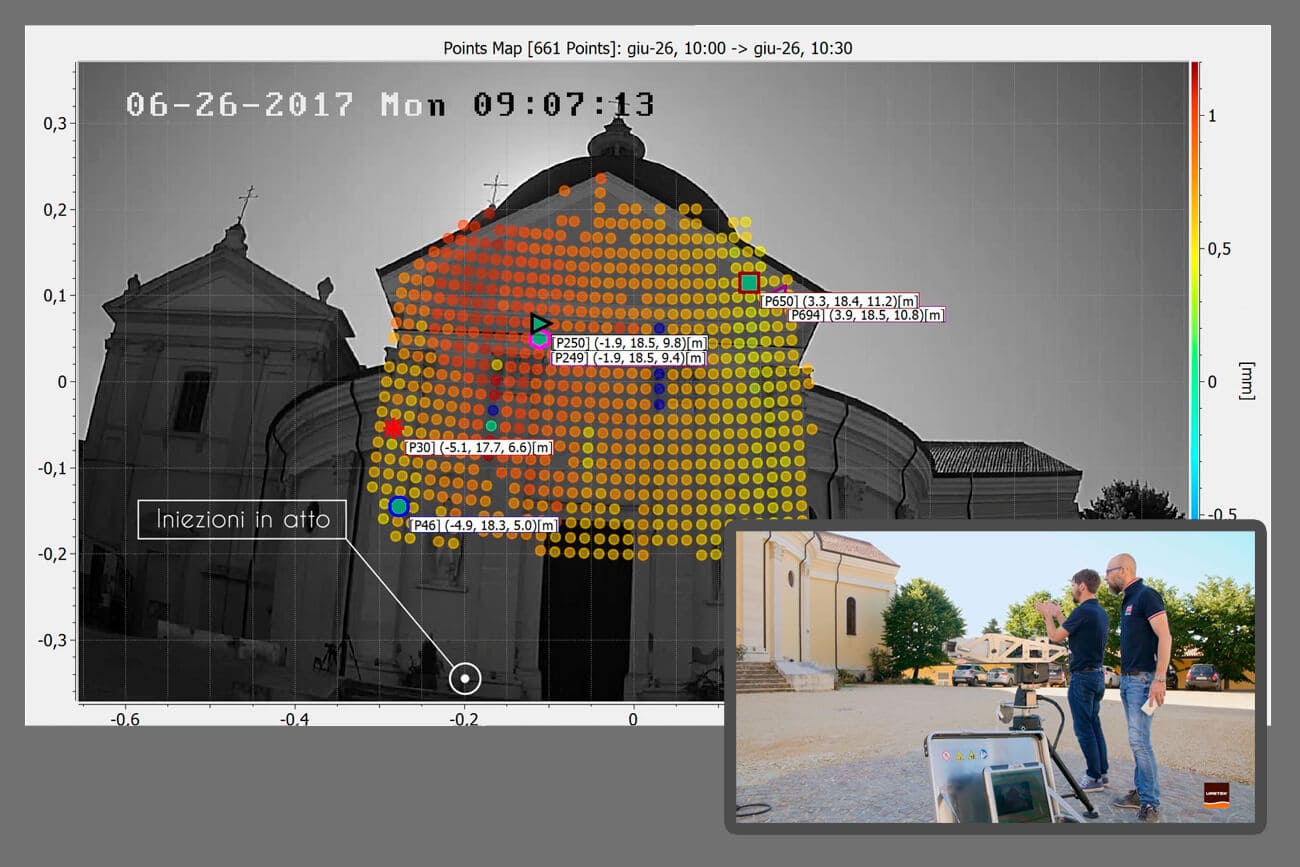 Points Map [661 Points]: giu-26, 10:00 -> giu-26, 10:30
06-26-2017 Mon 09:07:13
0,3
0,2
0,1
0
-0,1
-0,2
-0,3
-0,6
-0,4
-0,2
0
1
0,5
0
-0,5
[mm]
[P650] (3.3, 18.4, 11.2)[m]
[P694] (3.9, 18.5, 10.8)[m]
[P250] (-1.9, 18.5, 9.8)[m]
[P249] (-1.9, 18.5, 9.4)[m]
[P30] (-5.1, 17.7, 6.6)[m]
[P46] (-4.9, 18.3, 5.0)[m]
Iniezioni in atto
URETEK